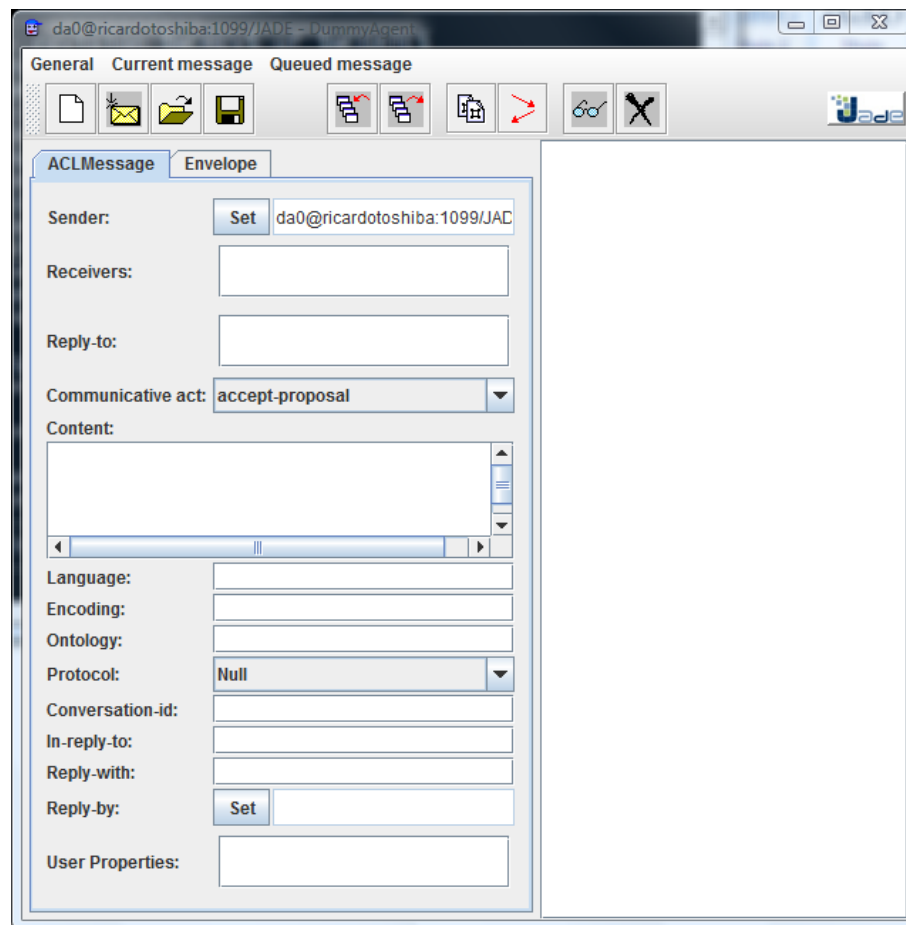 da0@ricardotoshiba:1099/JADE - DummyAgent
General Current message Queued message
Jade
ACLMessage Envelope
Sender: Set da0@ricardotoshiba:1099/JAD
Receivers:
Reply-to:
Communicative act: accept-proposal
Content:
Language:
Encoding:
Ontology:
Protocol: Null
Conversation-id:
In-reply-to:
Reply-with:
Reply-by: Set
User Properties: